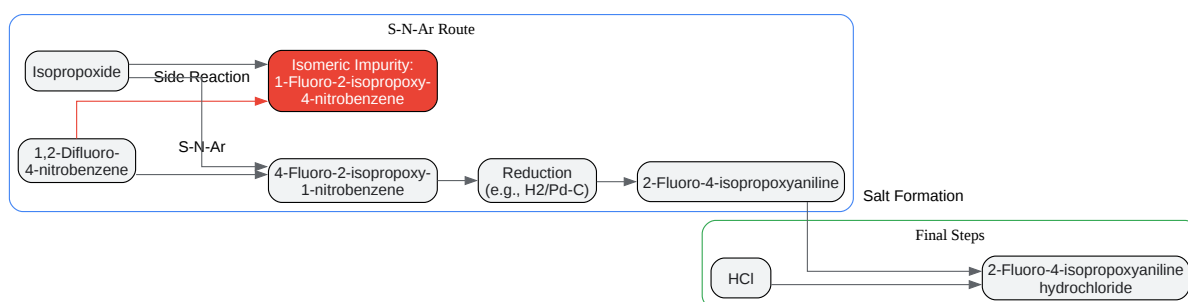 S-N-Ar Route
Isopropoxide
Side Reaction
Isomeric Impurity:
1-Fluoro-2-isopropoxy-
4-nitrobenzene
1,2-Difluoro-
4-nitrobenzene
S-N-Ar
4-Fluoro-2-isopropoxy-
1-nitrobenzene
Reduction
(e.g., H2/Pd-C)
2-Fluoro-4-isopropoxyaniline
Salt Formation
Final Steps
HCl
2-Fluoro-4-isopropoxyaniline
hydrochloride